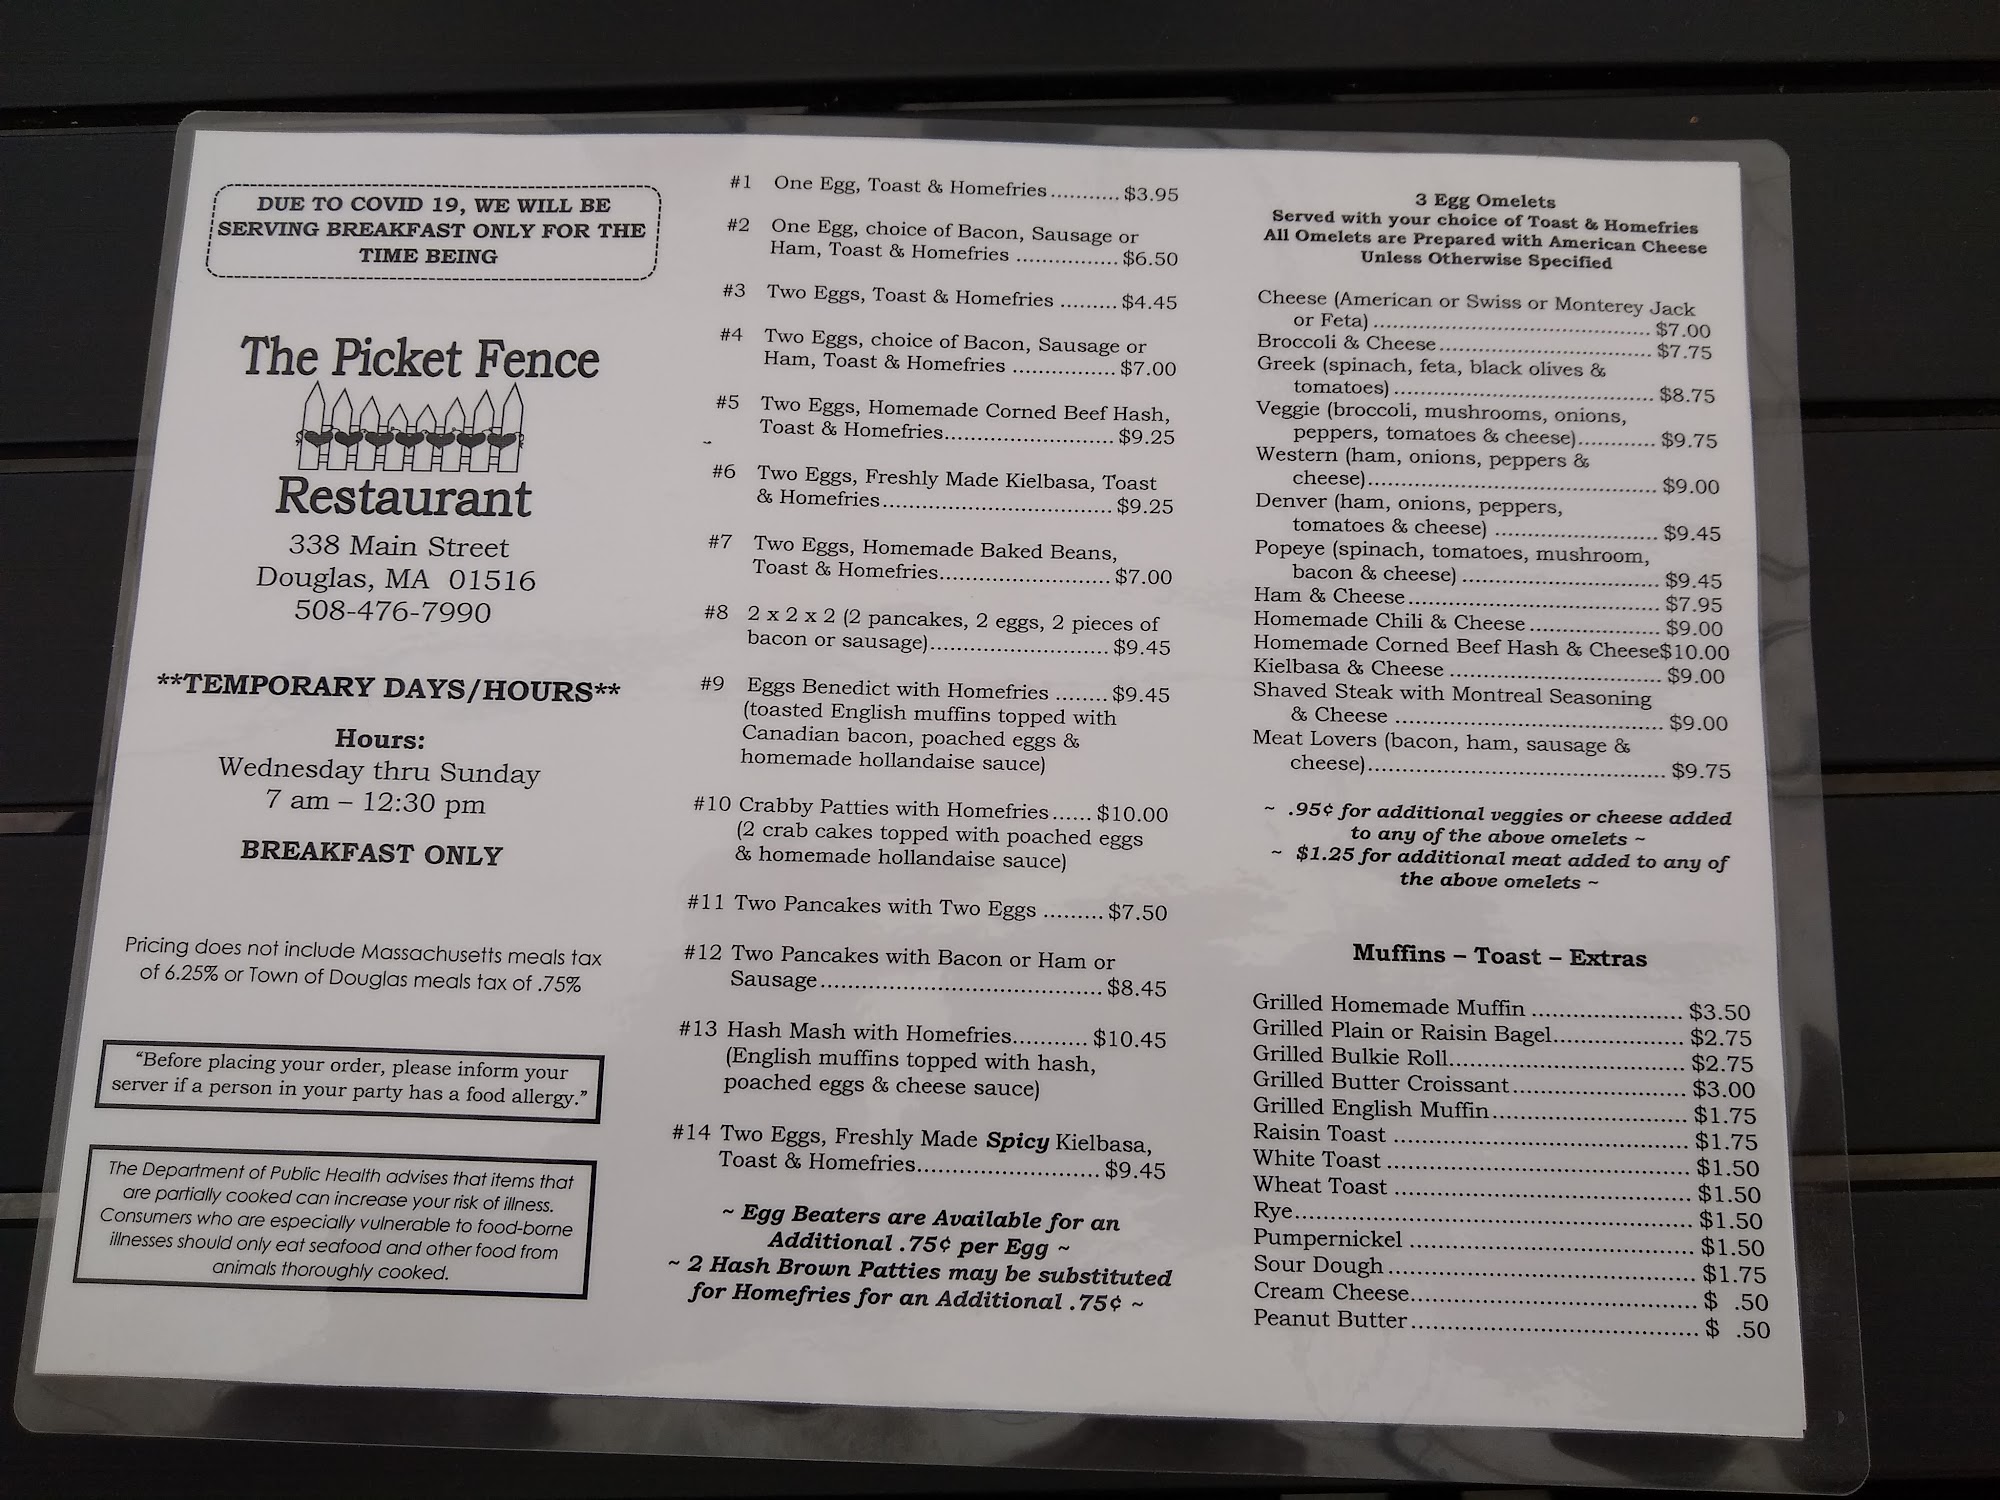 DUE TO COVID 19, WE WILL BE
SERVING BREAKFAST ONLY FOR THE
TIME BEING
The Picket Fence
Restaurant
338 Main Street
Douglas, MA 01516
508-476-7990
**TEMPORARY DAYS/HOURS**
Hours:
Wednesday thru Sunday
7 am – 12:30 pm
BREAKFAST ONLY
Pricing does not include Massachusetts meals tax
of 6.25% or Town of Douglas meals tax of .75%
"Before placing your order, please inform your
server if a person in your party has a food allergy."
The Department of Public Health advises that items that
are partially cooked can increase your risk of illness.
Consumers who are especially vulnerable to food-borne
illnesses should only eat seafood and other food from
animals thoroughly cooked.
#1 One Egg, Toast & Homefries........... $3.95
#2 One Egg, choice of Bacon, Sausage or
Ham, Toast & Homefries ................ $6.50
#3 Two Eggs, Toast & Homefries ......... $4.45
#4 Two Eggs, choice of Bacon, Sausage or
Ham, Toast & Homefries ................ $7.00
#5 Two Eggs, Homemade Corned Beef Hash,
Toast & Homefries.......................... $9.25
~
#6 Two Eggs, Freshly Made Kielbasa, Toast
& Homefries.................................... $9.25
#7 Two Eggs, Homemade Baked Beans,
Toast & Homefries.......................... $7.00
#8 2 x 2 x 2 (2 pancakes, 2 eggs, 2 pieces of
bacon or sausage)............................ $9.45
#9 Eggs Benedict with Homefries ........ $9.45
(toasted English muffins topped with
Canadian bacon, poached eggs &
homemade hollandaise sauce)
#10 Crabby Patties with Homefries...... $10.00
(2 crab cakes topped with poached eggs
& homemade hollandaise sauce)
#11 Two Pancakes with Two Eggs ......... $7.50
#12 Two Pancakes with Bacon or Ham or
Sausage............................................ $8.45
#13 Hash Mash with Homefries........... $10.45
(English muffins topped with hash,
poached eggs & cheese sauce)
#14 Two Eggs, Freshly Made Spicy Kielbasa,
Toast & Homefries............................ $9.45
~ Egg Beaters are Available for an
Additional .75¢ per Egg ~
~ 2 Hash Brown Patties may be substituted
for Homefries for an Additional .75¢ ~
3 Egg Omelets
Served with your choice of Toast & Homefries
All Omelets are Prepared with American Cheese
Unless Otherwise Specified
Cheese (American or Swiss or Monterey Jack
or Feta) ........................................... $7.00
Broccoli & Cheese................................. $7.75
Greek (spinach, feta, black olives &
tomatoes) ........................................ $8.75
Veggie (broccoli, mushrooms, onions,
peppers, tomatoes & cheese)............ $9.75
Western (ham, onions, peppers &
cheese)............................................. $9.00
Denver (ham, onions, peppers,
tomatoes & cheese) ......................... $9.45
Popeye (spinach, tomatoes, mushroom,
bacon & cheese) .............................. $9.45
Ham & Cheese....................................... $7.95
Homemade Chili & Cheese .................... $9.00
Homemade Corned Beef Hash & Cheese$10.00
Kielbasa & Cheese ................................. $9.00
Shaved Steak with Montreal Seasoning
& Cheese ......................................... $9.00
Meat Lovers (bacon, ham, sausage &
cheese).............................................. $9.75
~ .95¢ for additional veggies or cheese added
to any of the above omelets ~
~ $1.25 for additional meat added to any of
the above omelets ~
Muffins – Toast – Extras
Grilled Homemade Muffin ....................... $3.50
Grilled Plain or Raisin Bagel.................... $2.75
Grilled Bulkie Roll.................................... $2.75
Grilled Butter Croissant........................... $3.00
Grilled English Muffin.............................. $1.75
Raisin Toast ............................................. $1.75
White Toast .............................................. $1.50
Wheat Toast ............................................. $1.50
Rye............................................................ $1.50
Pumpernickel ........................................... $1.50
Sour Dough............................................... $1.75
Cream Cheese............................................ $ .50
Peanut Butter............................................ $ .50